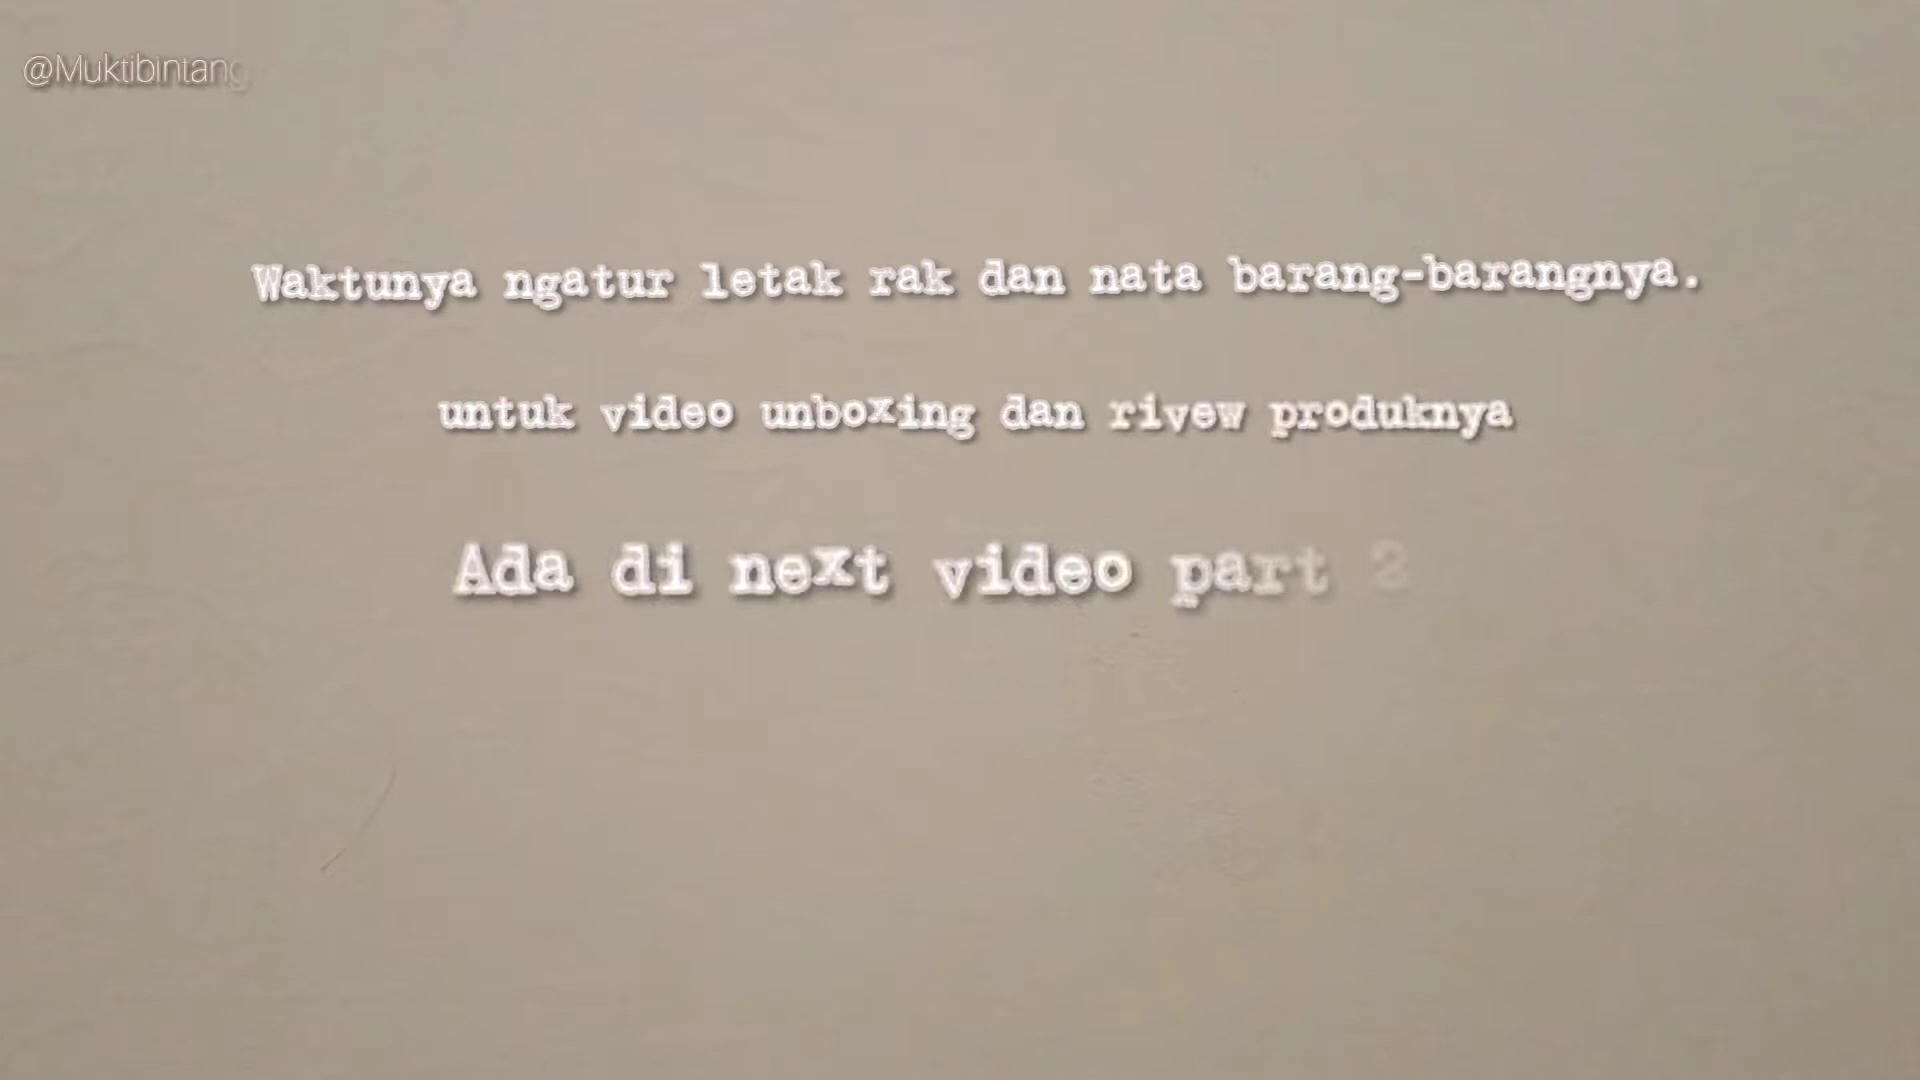 @Muktibintang
Waktunya ngatur letak rak dan nata barang-barangnya.
untuk video unboxing dan rivew produknya
Ada di next video part 2